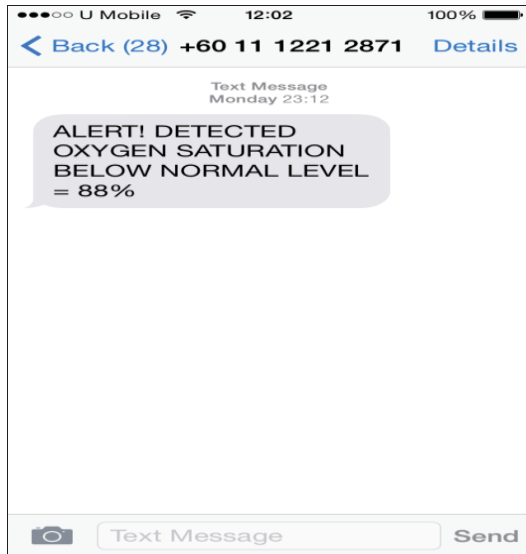 U Mobile 12:02 100%
Back (28) +60 11 1221 2871 Details
Text Message
Monday 23:12
ALERT! DETECTED
OXYGEN SATURATION
BELOW NORMAL LEVEL
= 88%
Text Message Send